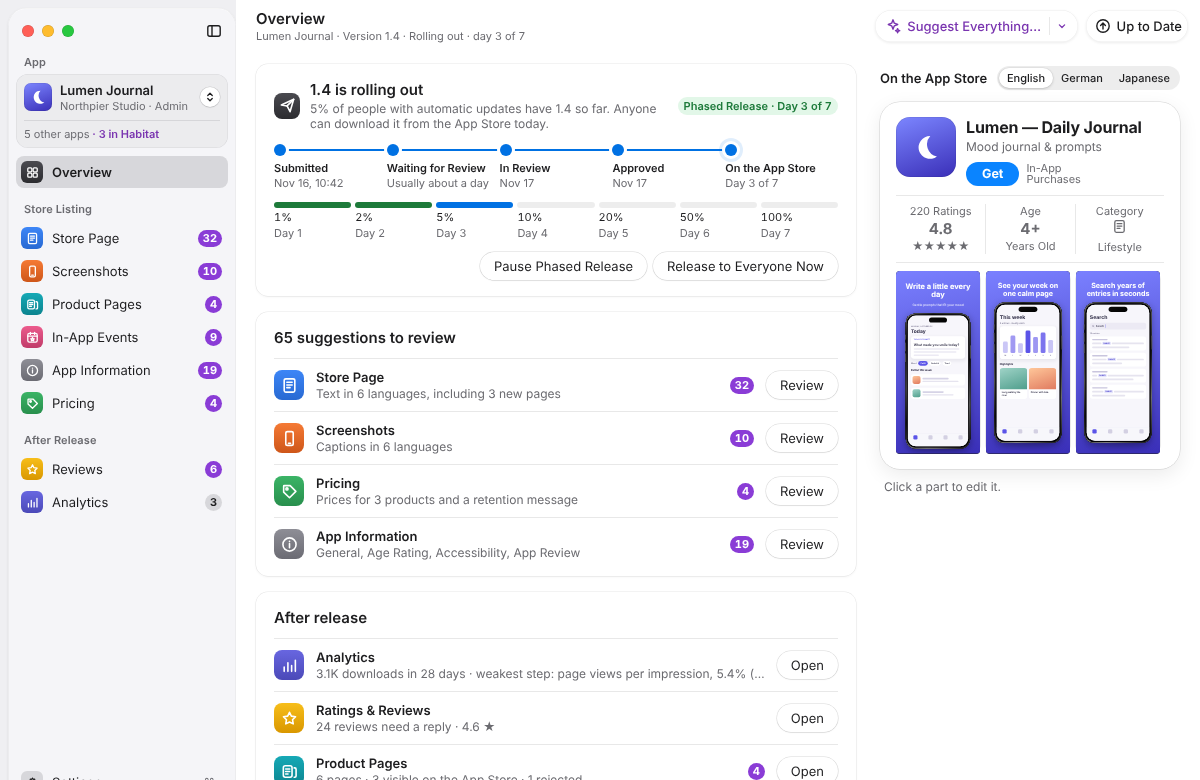 App
Lumen Journal
Northpier Studio · Admin
5 other apps · 3 in Habitat
Overview
Store Listing
Store Page 32
Screenshots 10
Product Pages 4
In-App Events 9
App Information 19
Pricing 4
After Release
Reviews 6
Analytics 3
Overview
Lumen Journal · Version 1.4 · Rolling out · day 3 of 7
Suggest Everything...
Up to Date
1.4 is rolling out
5% of people with automatic updates have 1.4 so far. Anyone
can download it from the App Store today.
Phased Release · Day 3 of 7
Submitted
Nov 16, 10:42
Waiting for Review
Usually about a day
In Review
Nov 17
Approved
Nov 17
On the App Store
Day 3 of 7
1%
Day 1
2%
Day 2
5%
Day 3
10%
Day 4
20%
Day 5
50%
Day 6
100%
Day 7
Pause Phased Release
Release to Everyone Now
65 suggestions to review
Store Page
Text in 6 languages, including 3 new pages
32 Review
Screenshots
Captions in 6 languages
10 Review
Pricing
Prices for 3 products and a retention message
4 Review
App Information
General, Age Rating, Accessibility, App Review
19 Review
After release
Analytics
3.1K downloads in 28 days · weakest step: page views per impression, 5.4% (...
Open
Ratings & Reviews
24 reviews need a reply · 4.6 ★
Open
Product Pages
6 pages · 3 visible on the App Store · 1 rejected
4 Open
On the App Store
English German Japanese
Lumen — Daily Journal
Mood journal & prompts
Get
In-App
Purchases
220 Ratings
4.8
★★★★★
Age
4+
Years Old
Category
Lifestyle
Write a little every
day
Today
See your week on
one calm page
This week
Search years of
entries in seconds
Search
Click a part to edit it.